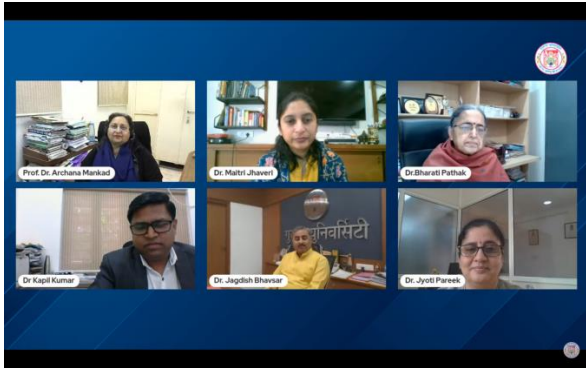 Prof. Dr. Archana Mankad
Dr. Maitri Jhaveri
Dr.Bharati Pathak
युनिवर्सिटी
Dr Kapil Kumar
Dr. Jagdish Bhavsar
Dr. Jyoti Pareek